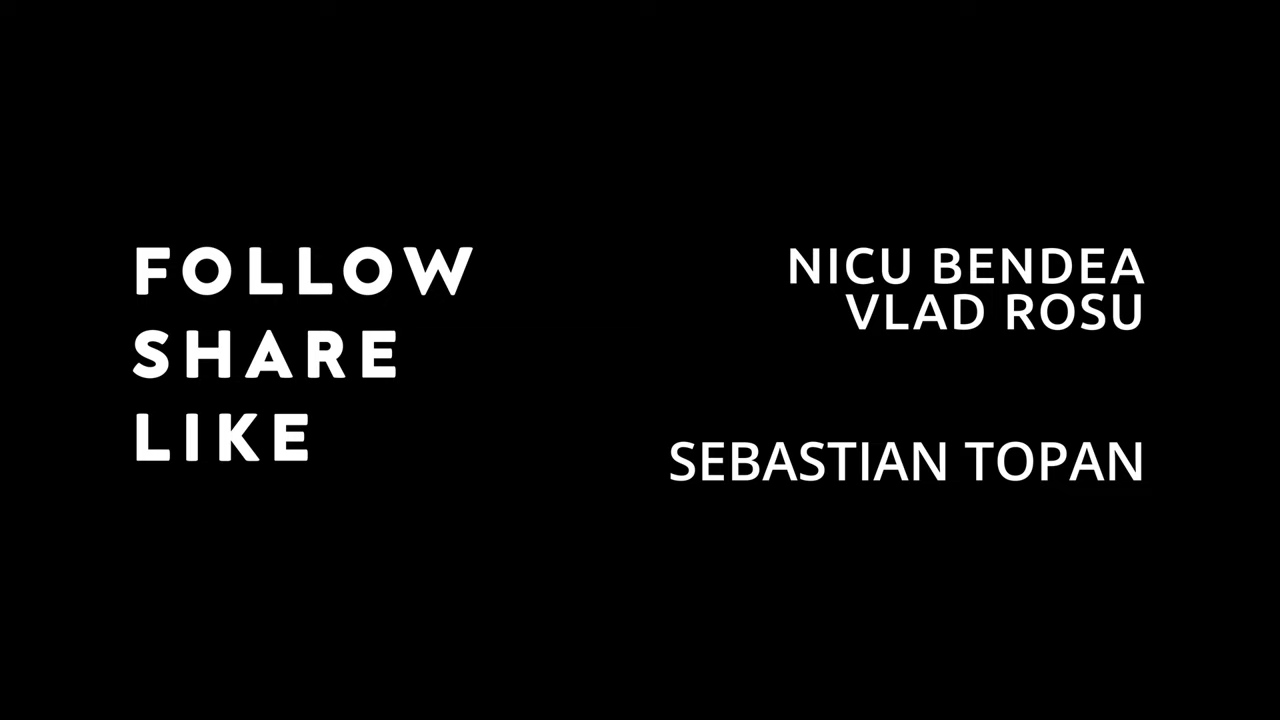 FOLLOW
SHARE
LIKE
NICU BENDEA
VLAD ROSU
SEBASTIAN TOPAN